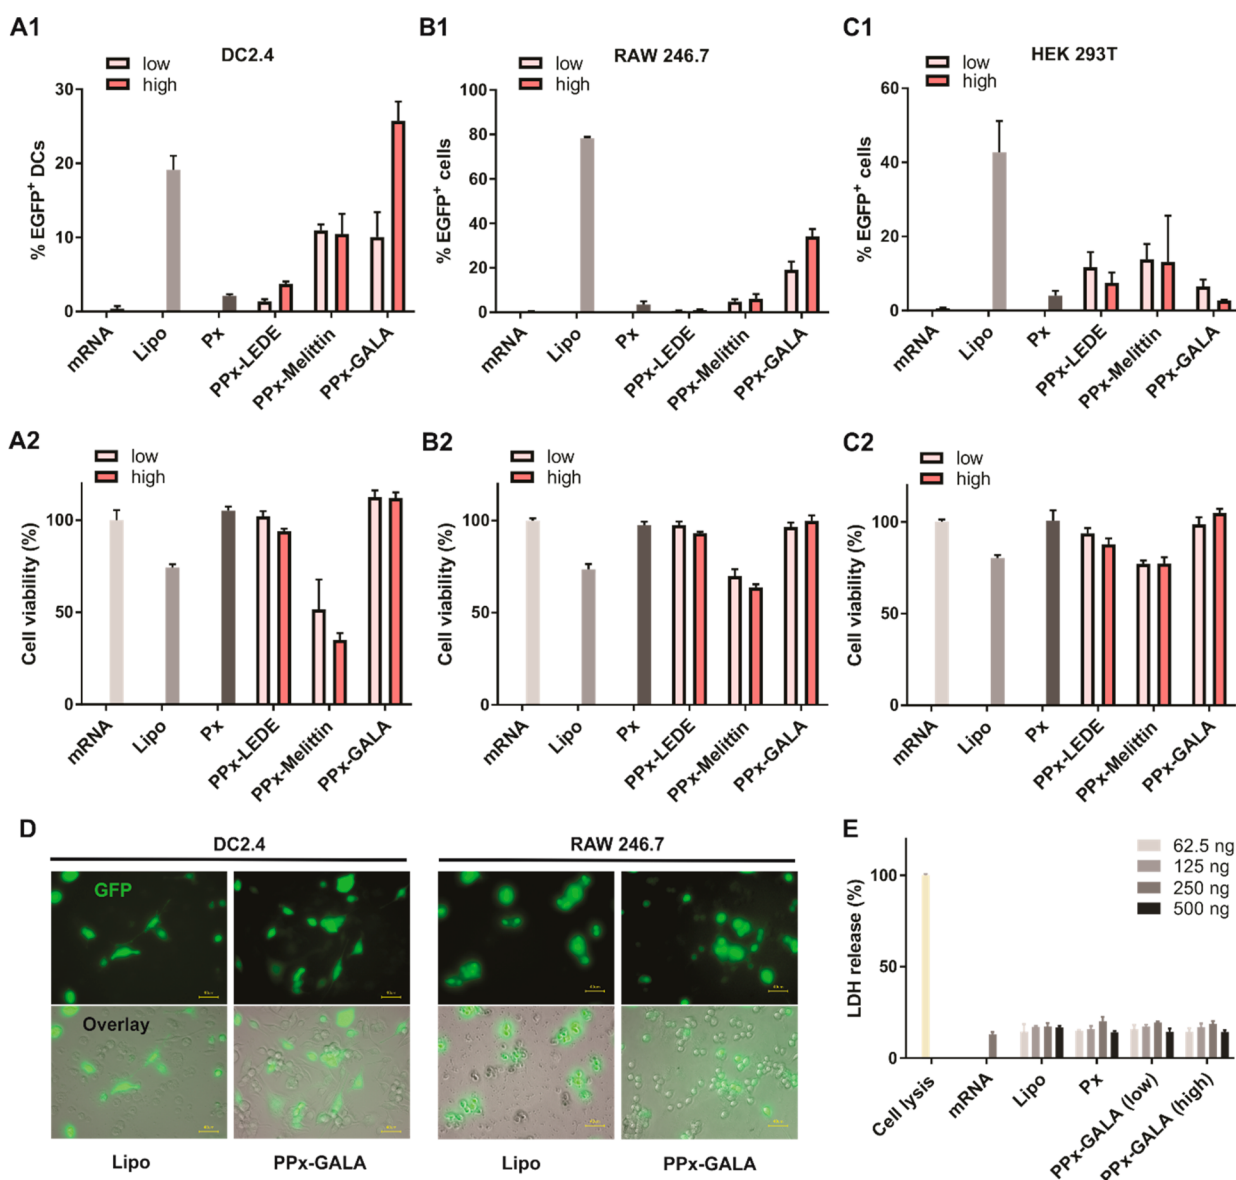 A1
DC2.4
low
high
30
20
10
0
% EGFP+ DCs
mRNA
Lipo
Px
PPx-LEDE
PPx-Melittin
PPx-GALA
B1
RAW 246.7
low
high
100
80
60
40
20
0
% EGFP+ cells
mRNA
Lipo
Px
PPx-LEDE
PPx-Melittin
PPx-GALA
C1
HEK 293T
low
high
60
40
20
0
% EGFP+ cells
mRNA
Lipo
Px
PPx-LEDE
PPx-Melittin
PPx-GALA
A2
low
high
100
50
0
Cell viability (%)
mRNA
Lipo
Px
PPx-LEDE
PPx-Melittin
PPx-GALA
B2
low
high
100
50
0
Cell viability (%)
mRNA
Lipo
Px
PPx-LEDE
PPx-Melittin
PPx-GALA
C2
low
high
100
50
0
Cell viability (%)
mRNA
Lipo
Px
PPx-LEDE
PPx-Melittin
PPx-GALA
D
DC2.4
RAW 246.7
GFP
Overlay
Lipo
PPx-GALA
Lipo
PPx-GALA
E
62.5 ng
125 ng
250 ng
500 ng
100
50
0
LDH release (%)
Cell lysis
mRNA
Lipo
Px
PPx-GALA (low)
PPx-GALA (high)